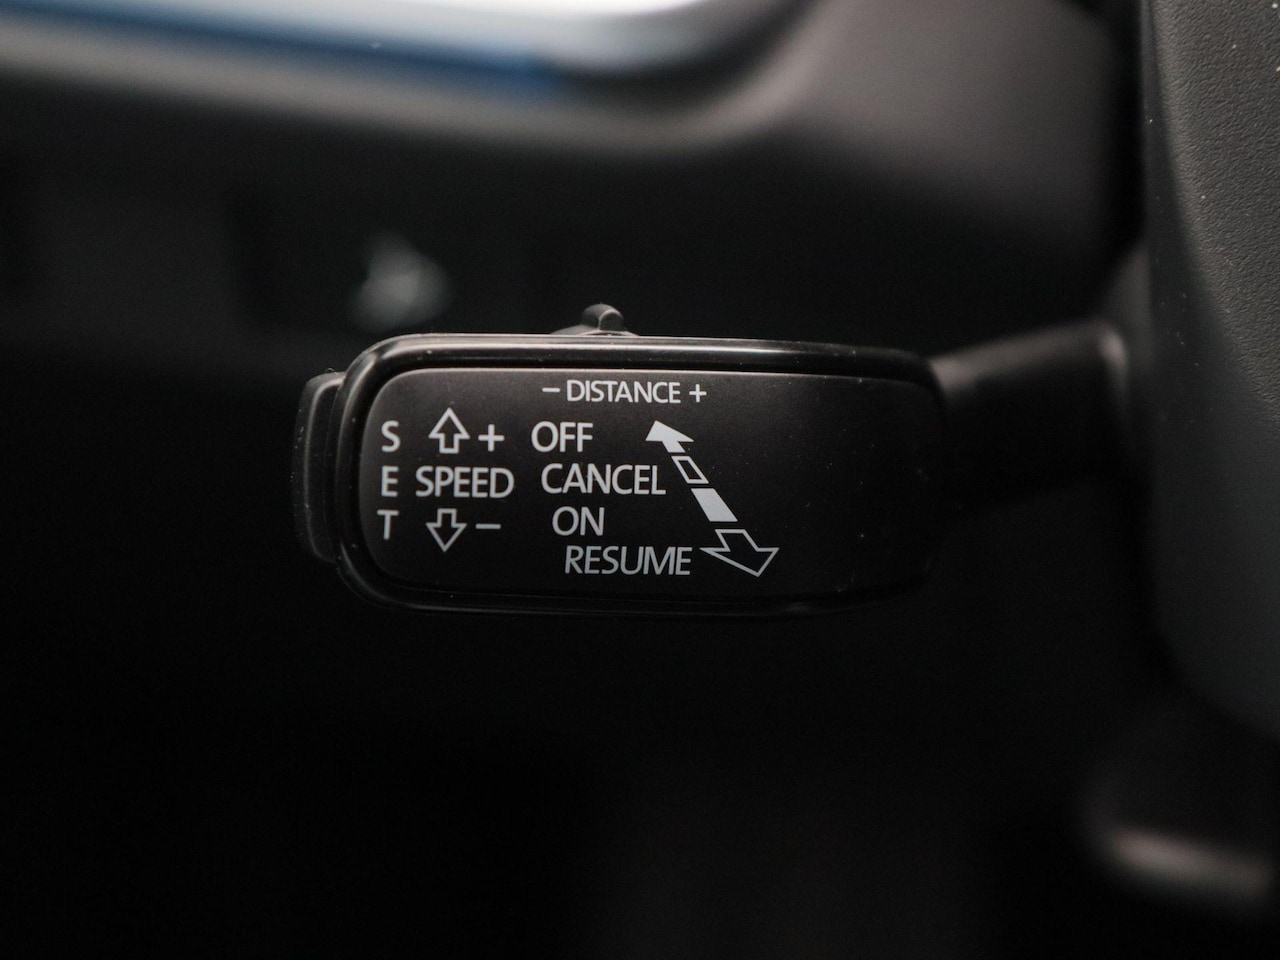 – DISTANCE +
S + OFF
E SPEED CANCEL
T – ON
RESUME